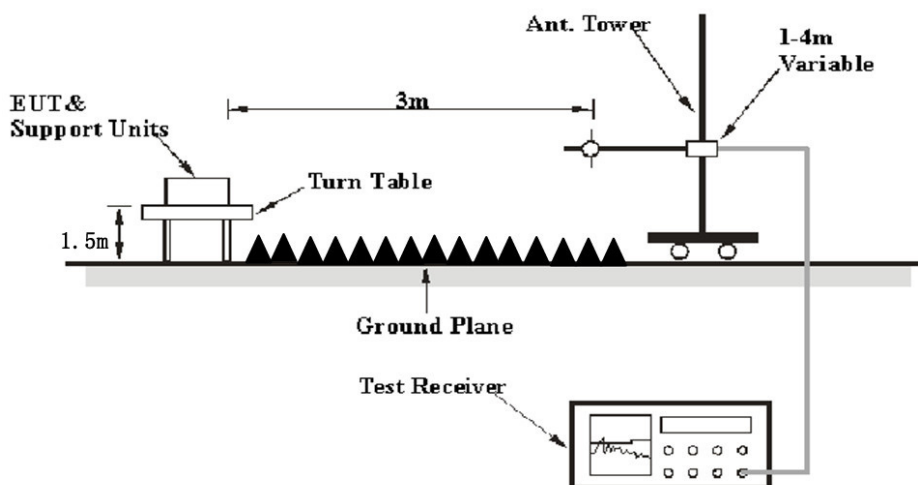 Ant. Tower
1-4m
Variable
3m
EUT&
Support Units
Turn Table
1.5m
Ground Plane
Test Receiver